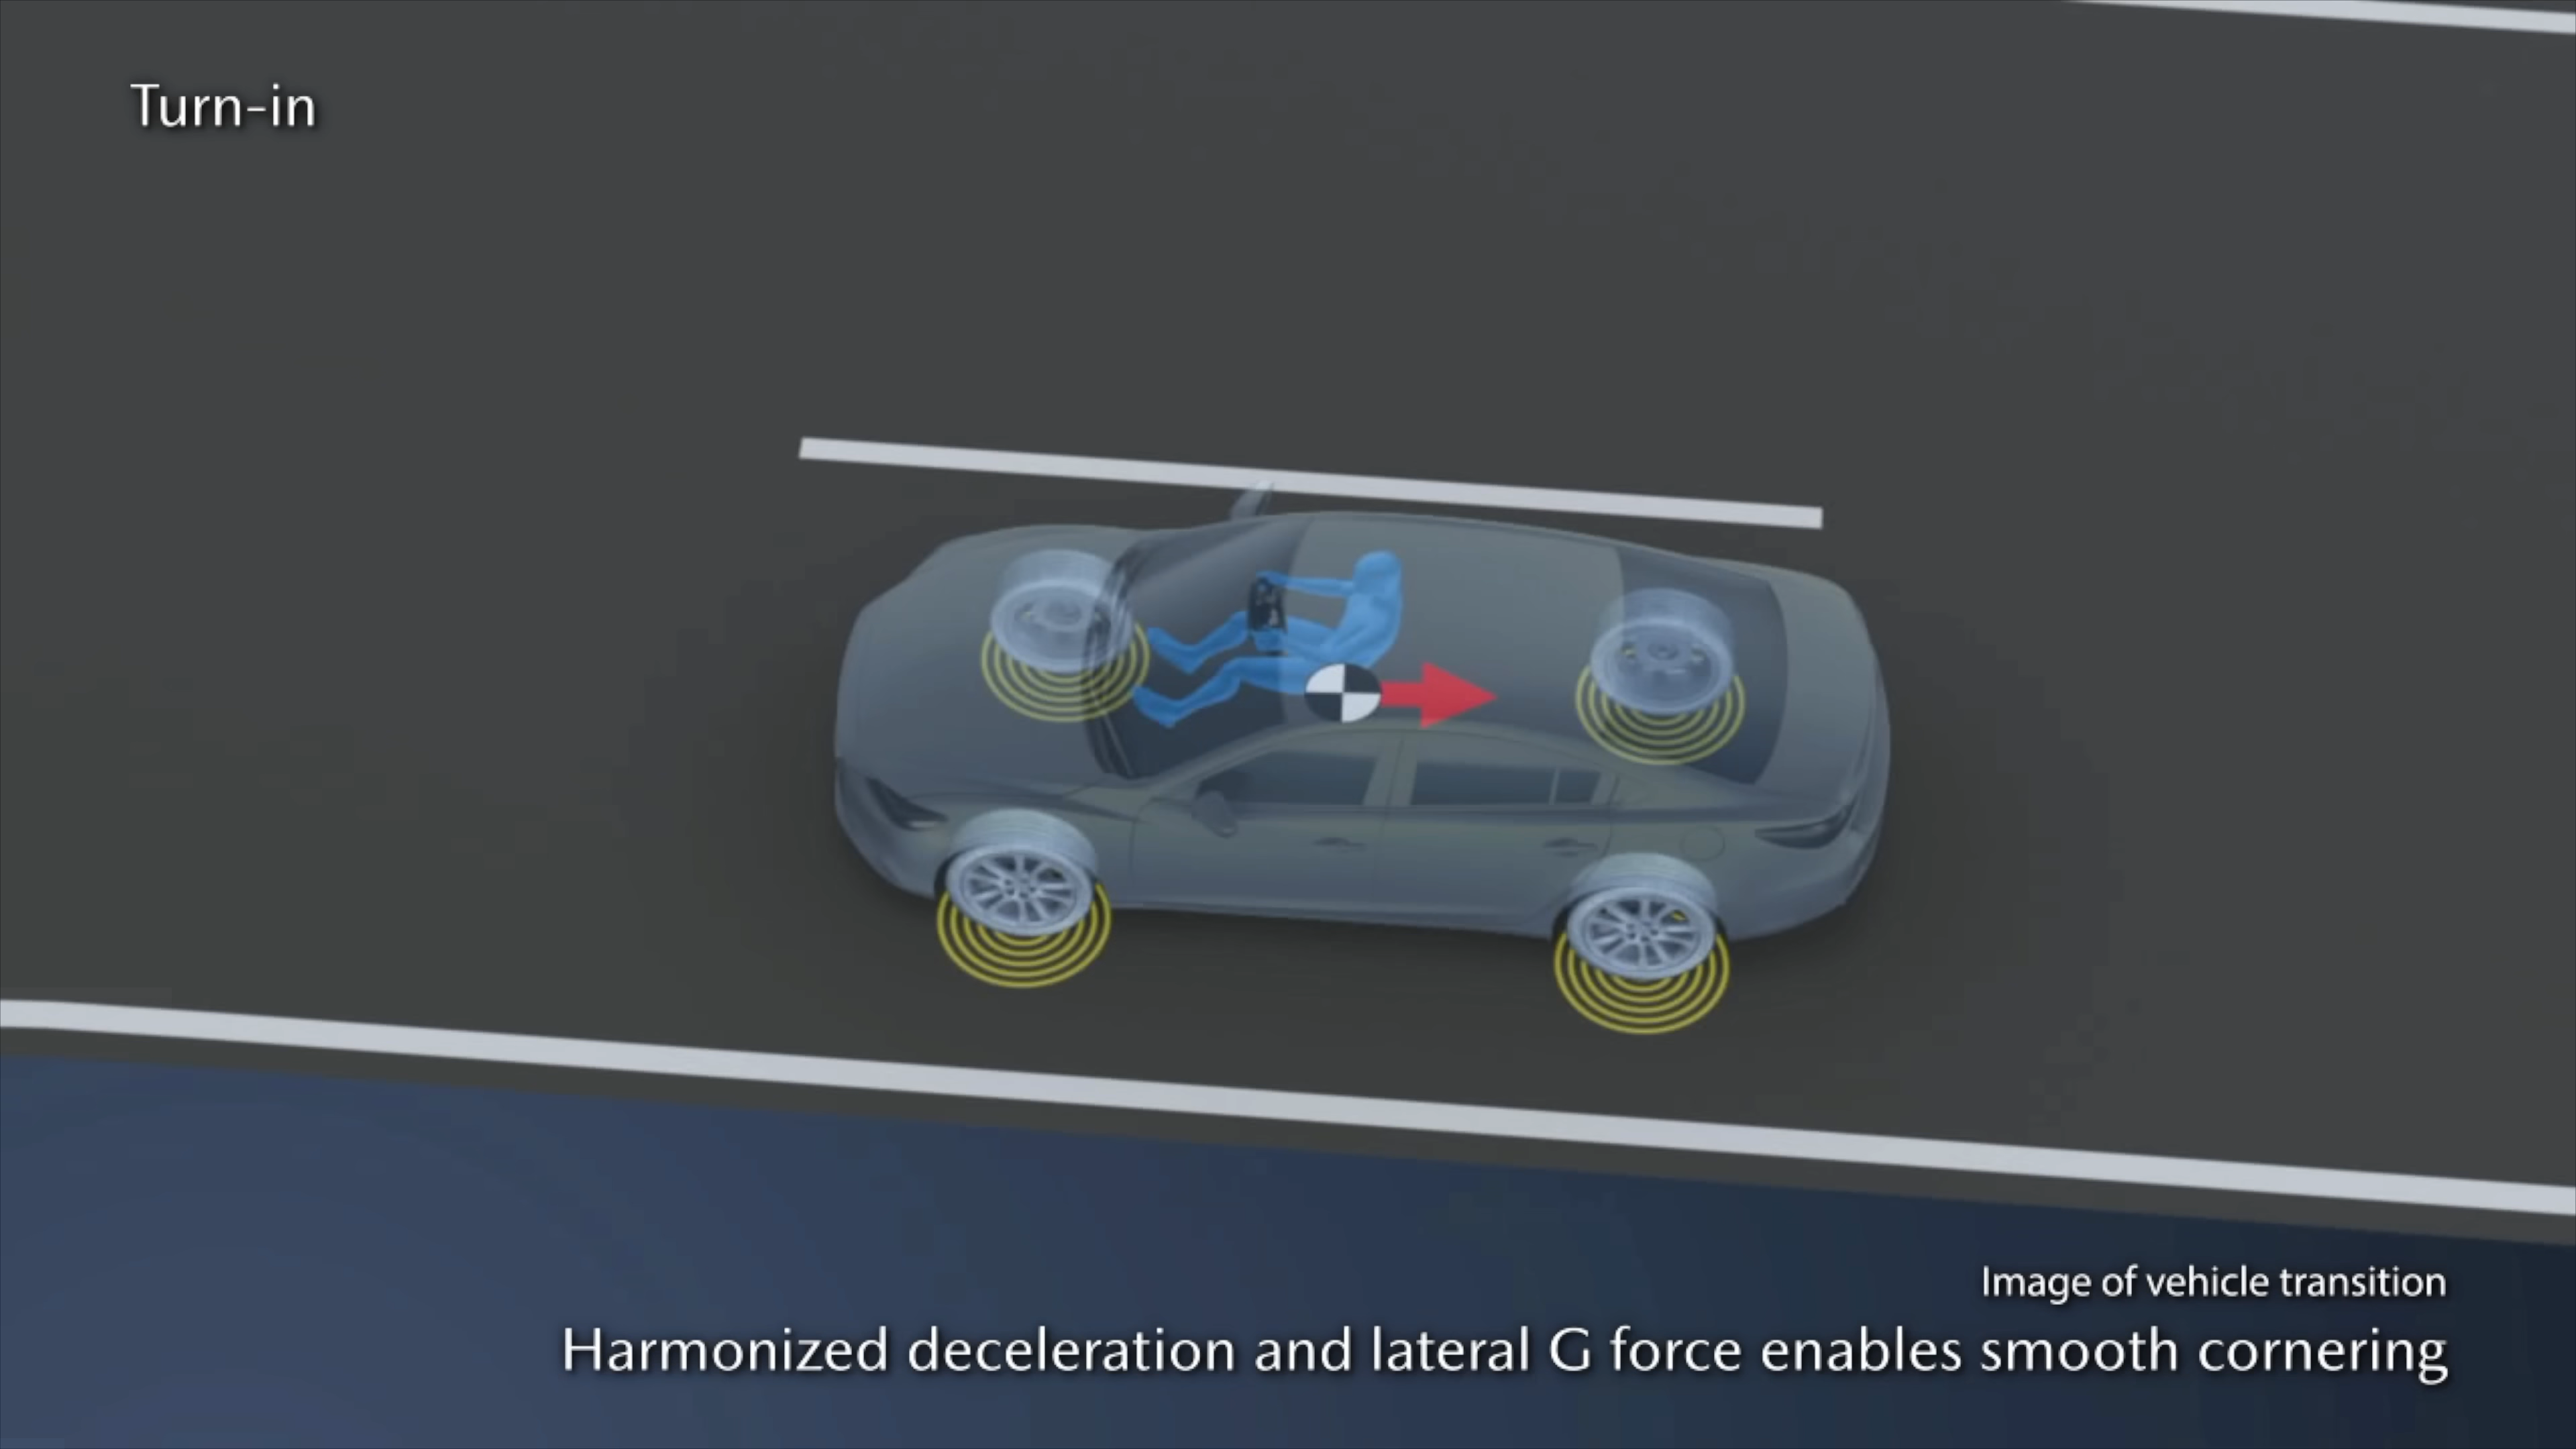 Turn-in
Image of vehicle transition
Harmonized deceleration and lateral G force enables smooth cornering